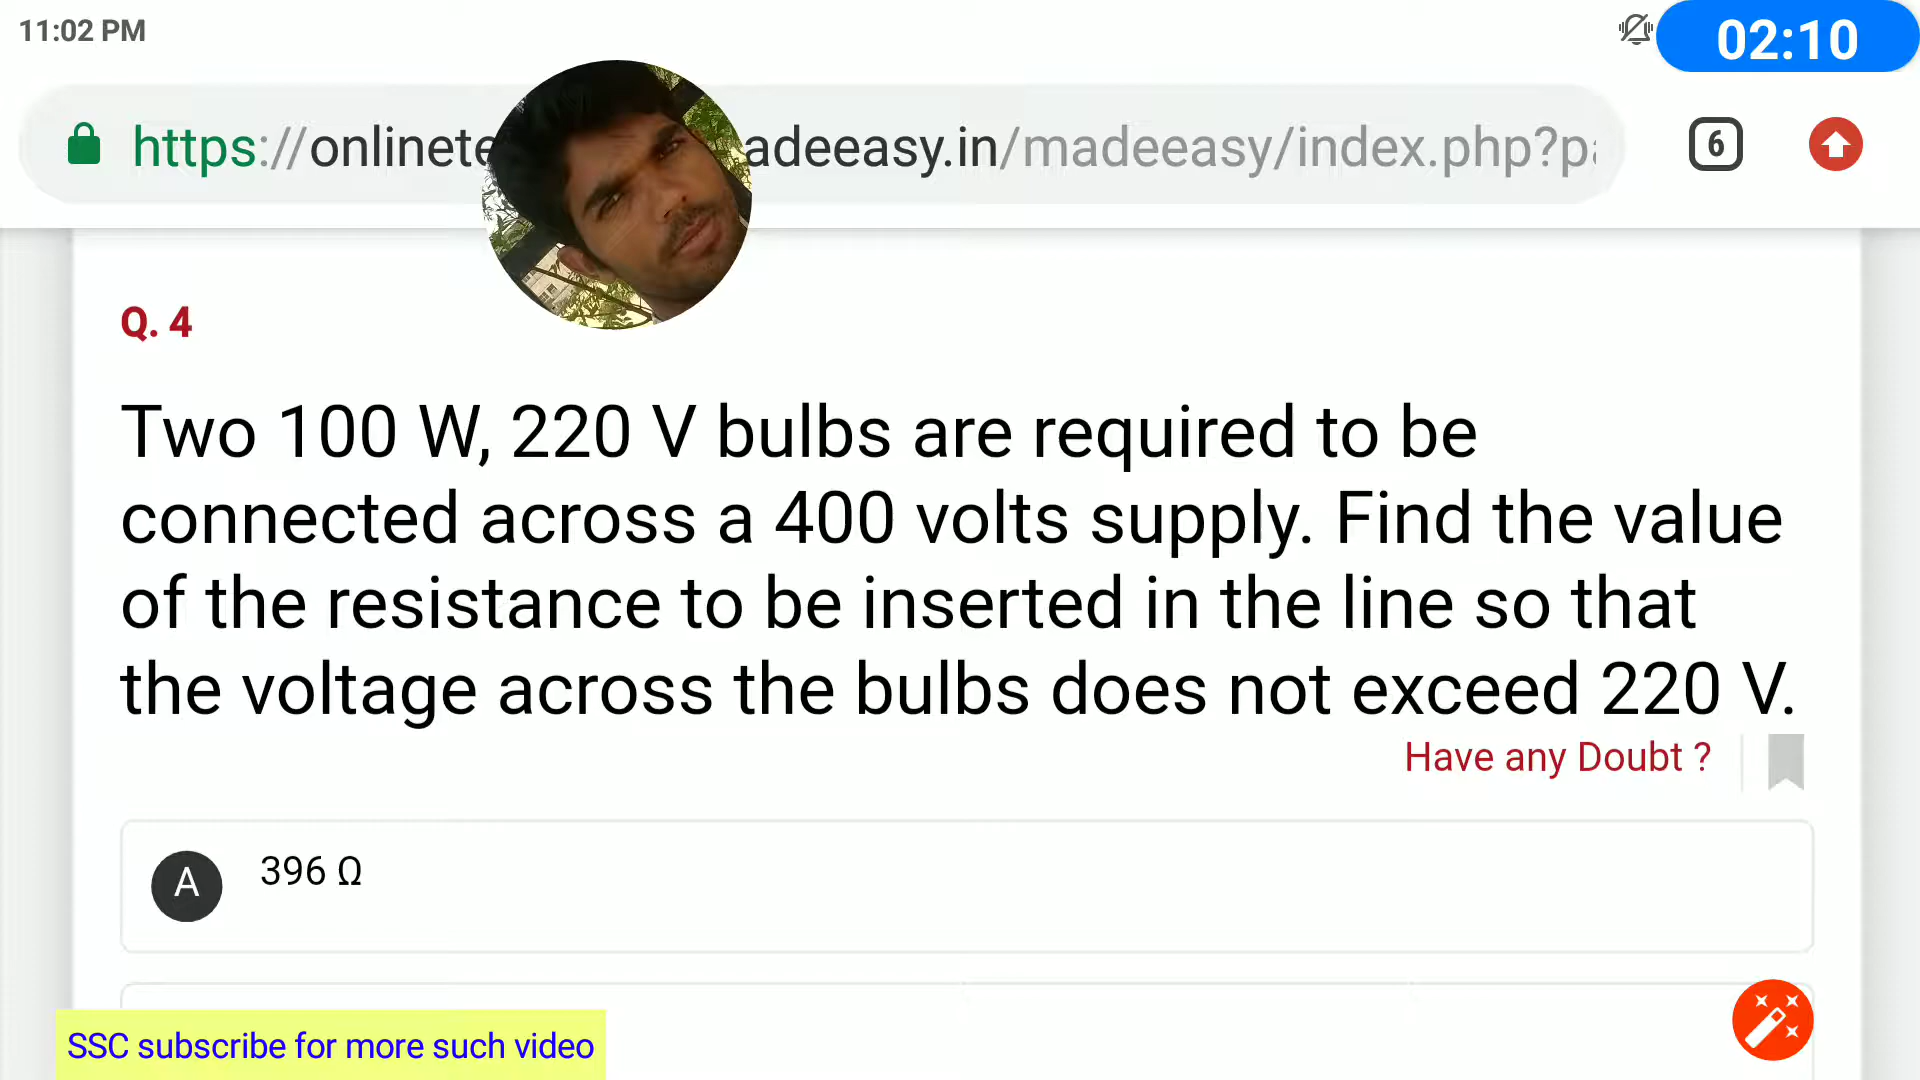 11:02 PM
02:10
https://onlinete adeeasy.in/madeeasy/index.php?pa
6
Q. 4
Two 100 W, 220 V bulbs are required to be
connected across a 400 volts supply. Find the value
of the resistance to be inserted in the line so that
the voltage across the bulbs does not exceed 220 V.
Have any Doubt ?
A 396 Ω
SSC subscribe for more such video